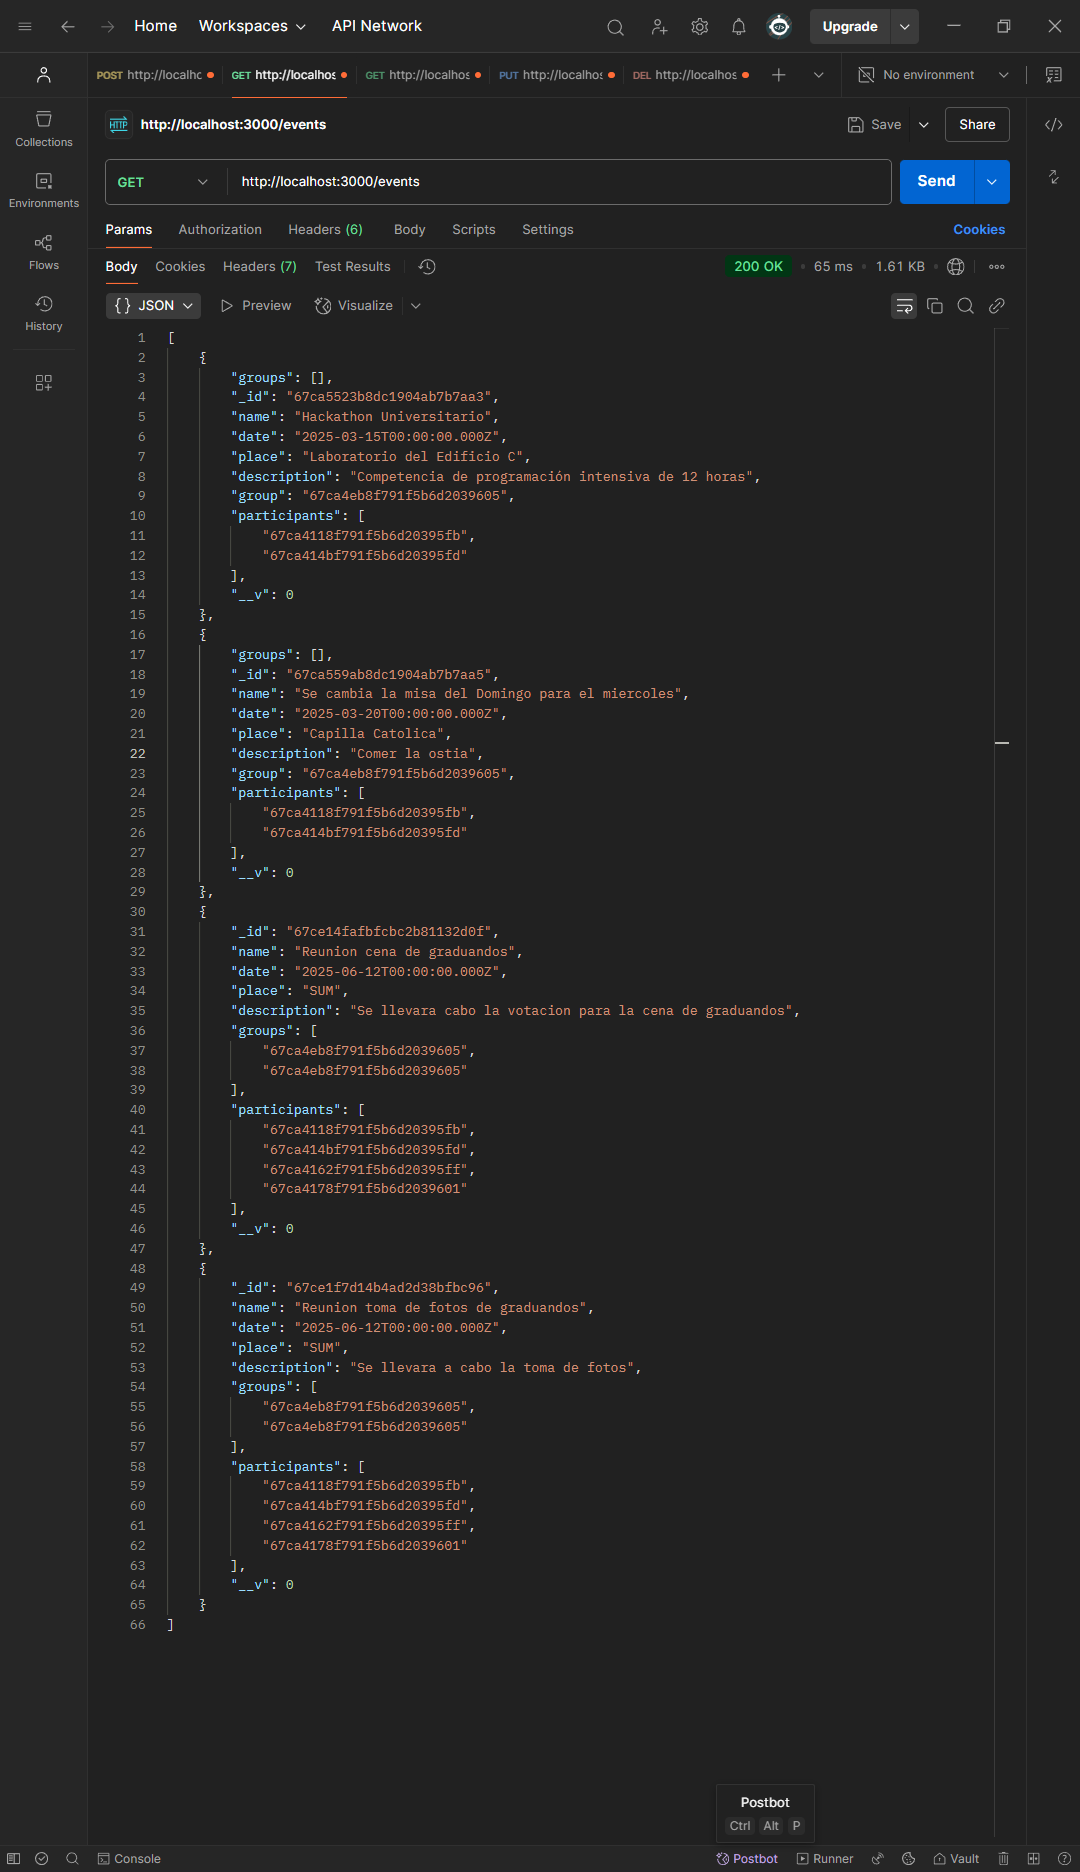 Home Workspaces API Network Upgrade
POST http://localhc GET http://localhos GET http://localhos PUT http://localhos DEL http://localhos No environment
HTTP http://localhost:3000/events Save Share
GET http://localhost:3000/events Send
Params Authorization Headers (6) Body Scripts Settings Cookies
Body Cookies Headers (7) Test Results 200 OK 65 ms 1.61 KB
{} JSON Preview Visualize
Collections
Environments
Flows
History
1 [
2 {
3 "groups": [],
4 "_id": "67ca5523b8dc1904ab7b7aa3",
5 "name": "Hackathon Universitario",
6 "date": "2025-03-15T00:00:00.000Z",
7 "place": "Laboratorio del Edificio C",
8 "description": "Competencia de programación intensiva de 12 horas",
9 "group": "67ca4eb8f791f5b6d2039605",
10 "participants": [
11 "67ca4118f791f5b6d20395fb",
12 "67ca414bf791f5b6d20395fd"
13 ],
14 "__v": 0
15 },
16 {
17 "groups": [],
18 "_id": "67ca559ab8dc1904ab7b7aa5",
19 "name": "Se cambia la misa del Domingo para el miercoles",
20 "date": "2025-03-20T00:00:00.000Z",
21 "place": "Capilla Catolica",
22 "description": "Comer la ostia",
23 "group": "67ca4eb8f791f5b6d2039605",
24 "participants": [
25 "67ca4118f791f5b6d20395fb",
26 "67ca414bf791f5b6d20395fd"
27 ],
28 "__v": 0
29 },
30 {
31 "_id": "67ce14fafbfcbc2b81132d0f",
32 "name": "Reunion cena de graduandos",
33 "date": "2025-06-12T00:00:00.000Z",
34 "place": "SUM",
35 "description": "Se llevara cabo la votacion para la cena de graduandos",
36 "groups": [
37 "67ca4eb8f791f5b6d2039605",
38 "67ca4eb8f791f5b6d2039605"
39 ],
40 "participants": [
41 "67ca4118f791f5b6d20395fb",
42 "67ca414bf791f5b6d20395fd",
43 "67ca4162f791f5b6d20395ff",
44 "67ca4178f791f5b6d2039601"
45 ],
46 "__v": 0
47 },
48 {
49 "_id": "67ce1f7d14b4ad2d38bfbc96",
50 "name": "Reunion toma de fotos de graduandos",
51 "date": "2025-06-12T00:00:00.000Z",
52 "place": "SUM",
53 "description": "Se llevara a cabo la toma de fotos",
54 "groups": [
55 "67ca4eb8f791f5b6d2039605",
56 "67ca4eb8f791f5b6d2039605"
57 ],
58 "participants": [
59 "67ca4118f791f5b6d20395fb",
60 "67ca414bf791f5b6d20395fd",
61 "67ca4162f791f5b6d20395ff",
62 "67ca4178f791f5b6d2039601"
63 ],
64 "__v": 0
65 }
66 ]
Postbot
Ctrl Alt P
Console Postbot Runner Vault